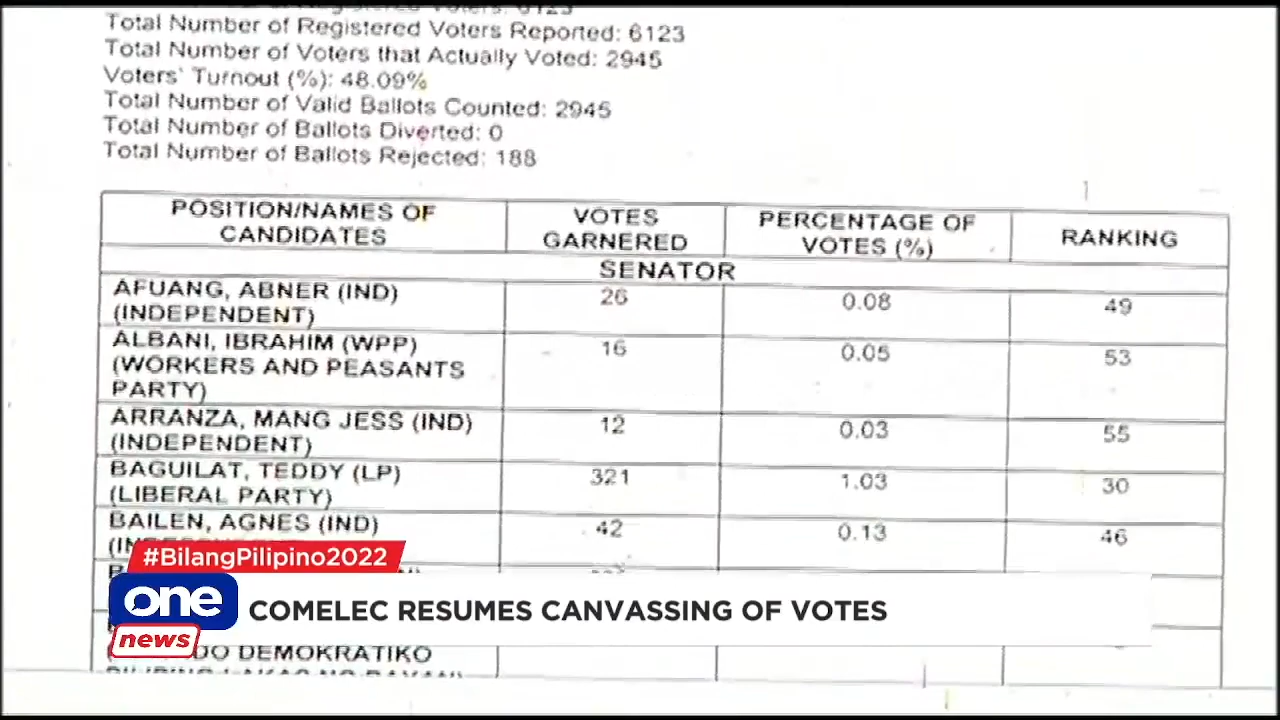 Registered Voters: 6123
Total Number of Registered Voters Reported: 6123
Total Number of Voters that Actually Voted: 2945
Voters' Turnout (%): 48.09%
Total Number of Valid Ballots Counted: 2945
Total Number of Ballots Diverted: 0
Total Number of Ballots Rejected: 188
POSITION/NAMES OF CANDIDATES VOTES GARNERED PERCENTAGE OF VOTES (%) RANKING
SENATOR
AFUANG, ABNER (IND) 26 0.08 49
(INDEPENDENT)
ALBANI, IBRAHIM (WPP) 16 0.05 53
(WORKERS AND PEASANTS
PARTY)
ARRANZA, MANG JESS (IND) 12 0.03 55
(INDEPENDENT)
BAGUILAT, TEDDY (LP) 321 1.03 30
(LIBERAL PARTY)
BAILEN, AGNES (IND) 42 0.13 46
#BilangPilipino2022
one
news
COMELEC RESUMES CANVASSING OF VOTES
DEMOKRATIKO